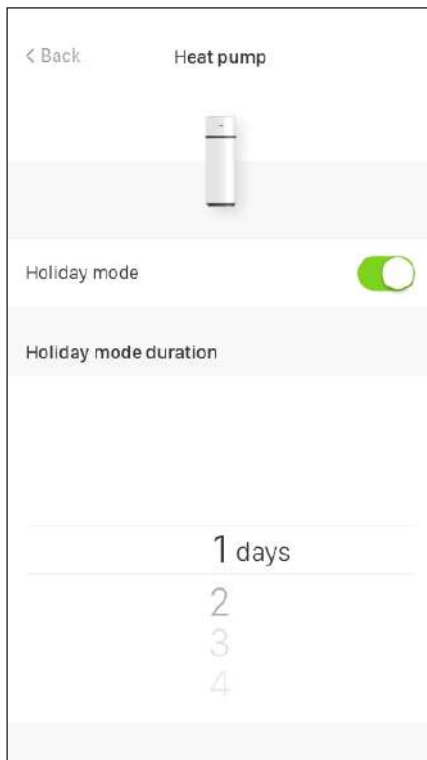 < Back Heat pump
Holiday mode
Holiday mode duration
1 days
2
3
4